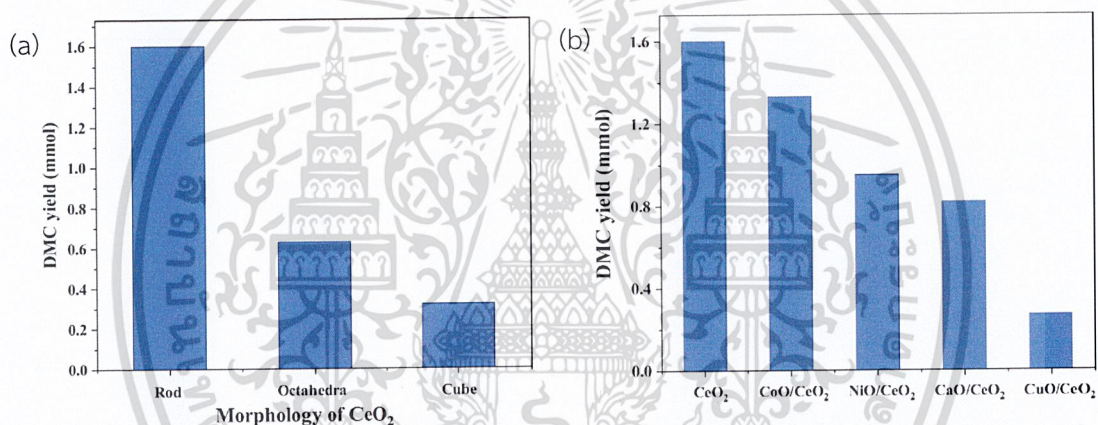 (a)
1.6
1.4
1.2
1.0
0.8
0.6
0.4
0.2
0.0
DMC yield (mmol)
Rod Octahedra Cube
Morphology of CeO₂
(b)
1.6
1.2
0.8
0.4
0.0
DMC yield (mmol)
CeO₂ CoO/CeO₂ NiO/CeO₂ CaO/CeO₂ CuO/CeO₂